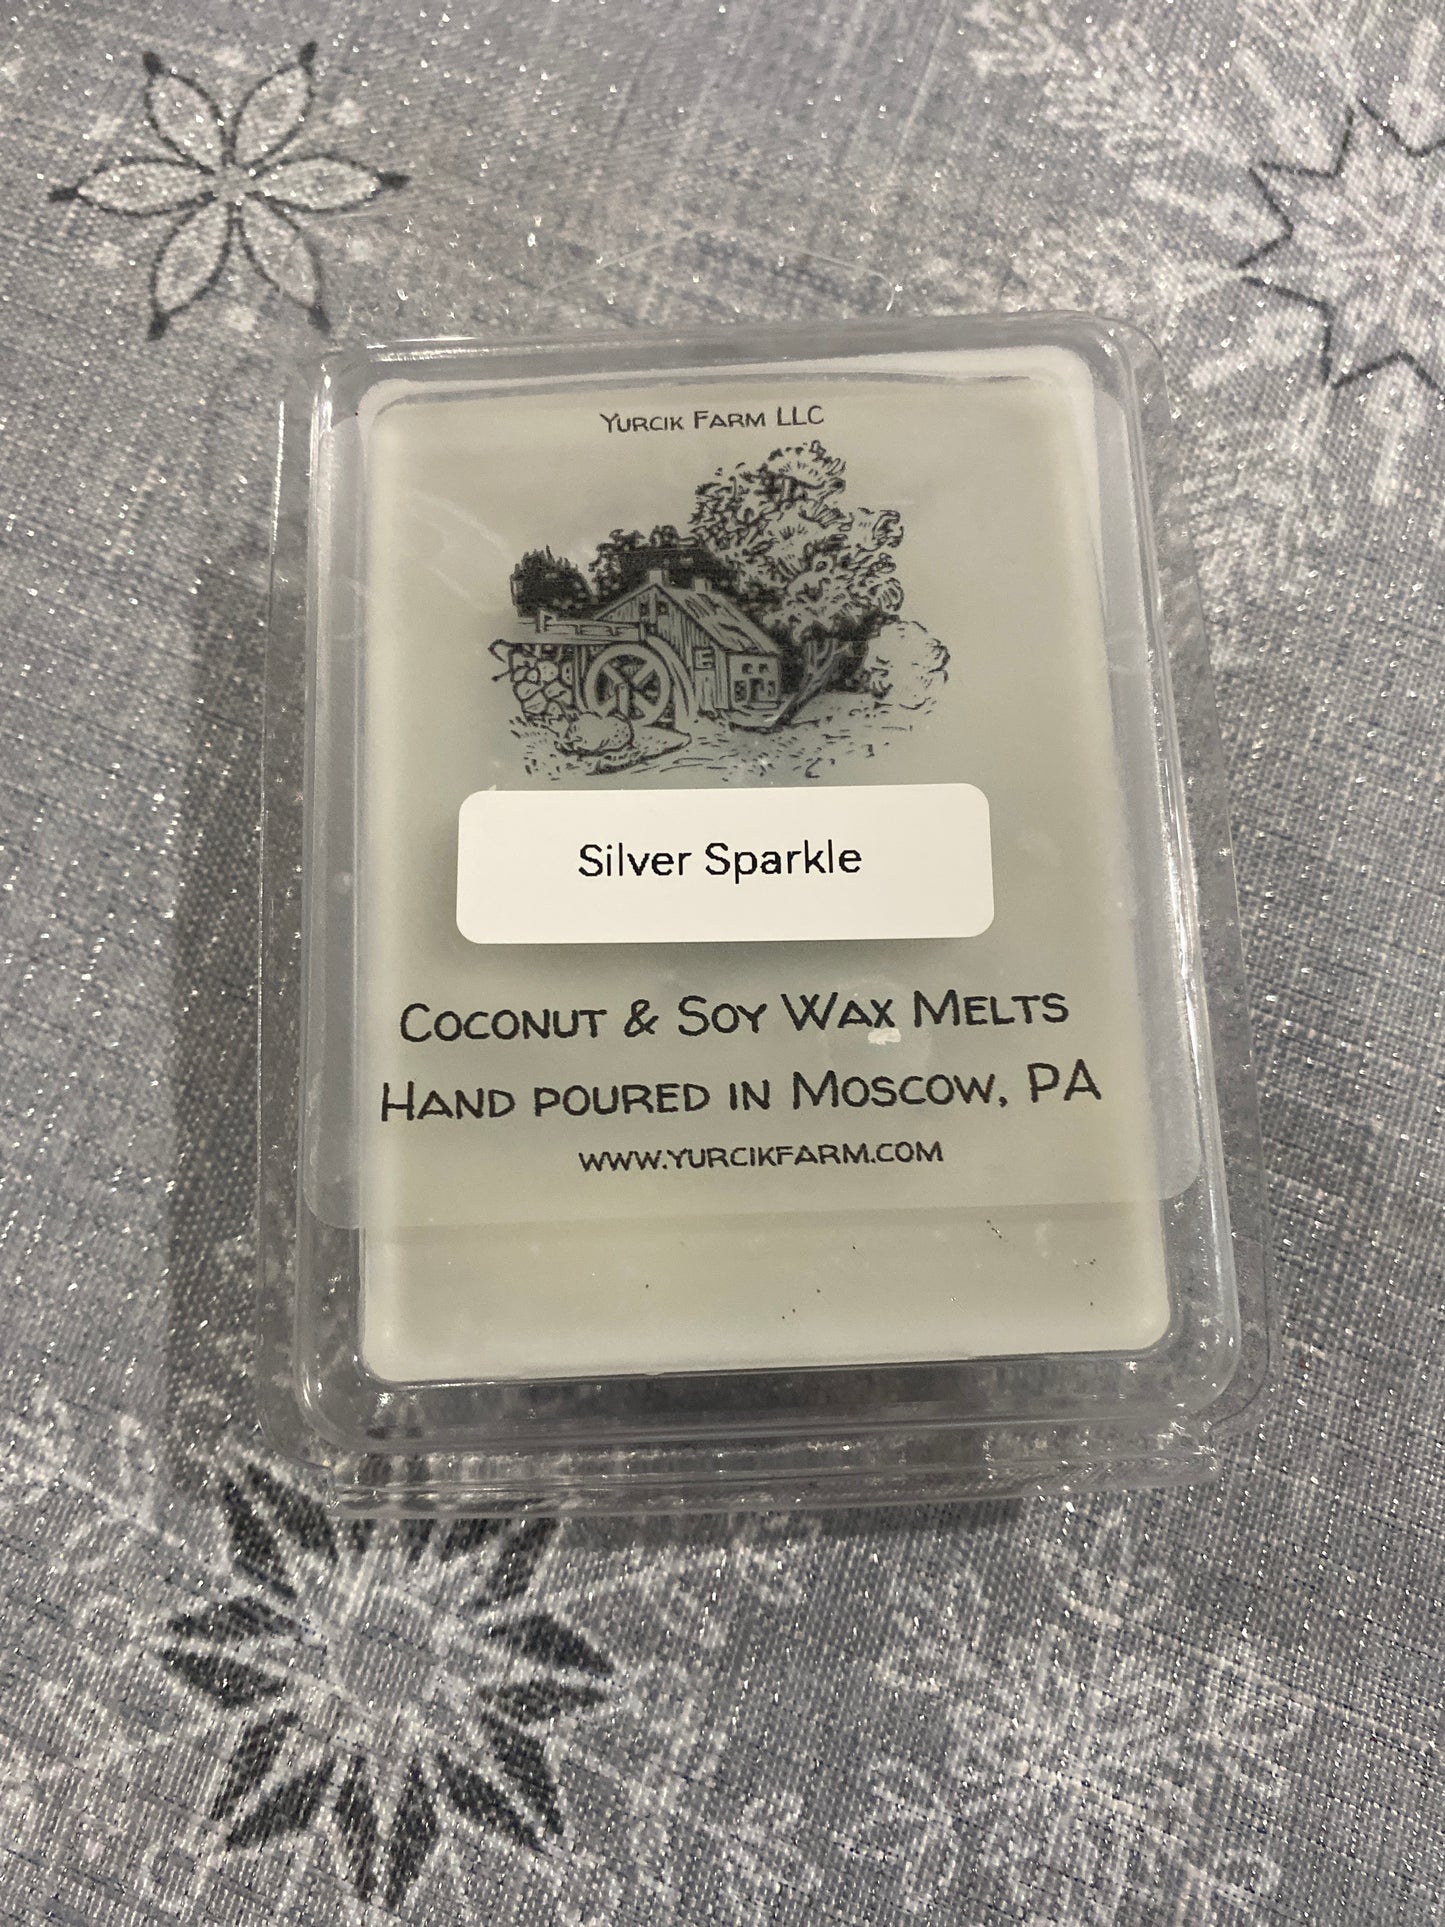 Yurcik Farm LLC
Silver Sparkle
Coconut & Soy Wax Melts
Hand poured in Moscow, PA
www.yurcikfarm.com